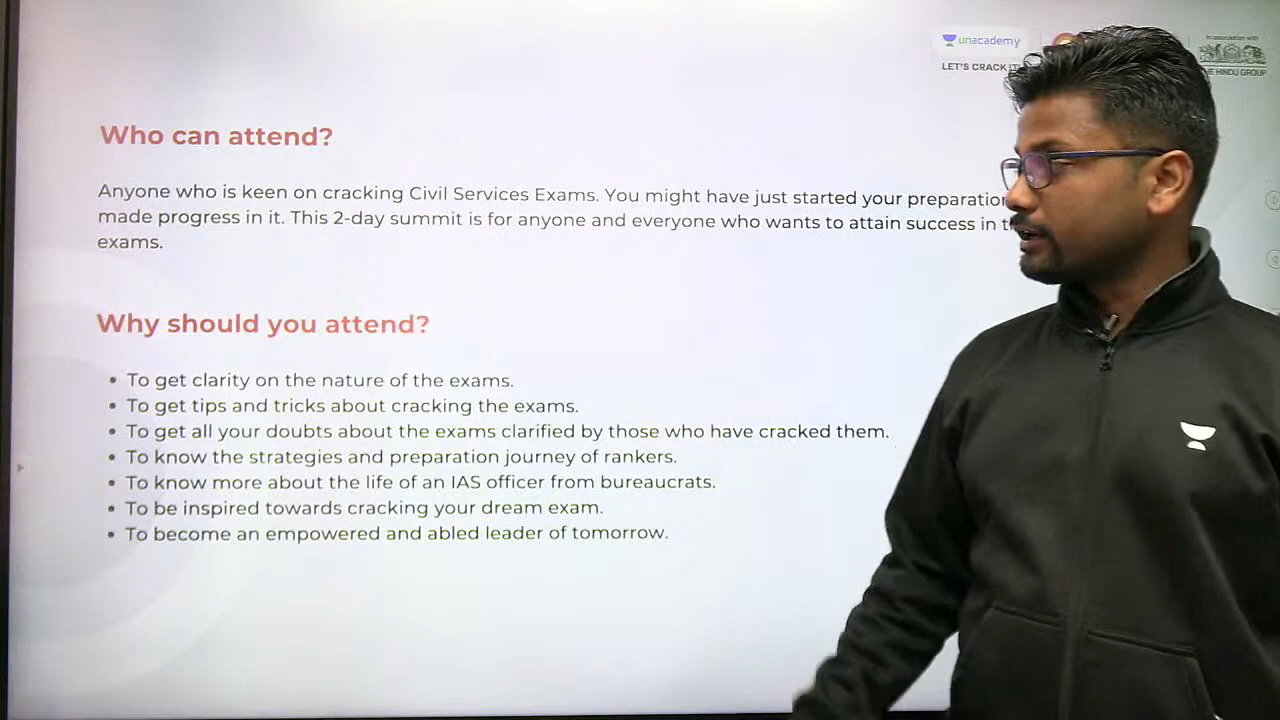 unacademy
LET'S CRACK IT
In association with
THE HINDU GROUP
Who can attend?
Anyone who is keen on cracking Civil Services Exams. You might have just started your preparation
made progress in it. This 2-day summit is for anyone and everyone who wants to attain success in
exams.
Why should you attend?
• To get clarity on the nature of the exams.
• To get tips and tricks about cracking the exams.
• To get all your doubts about the exams clarified by those who have cracked them.
• To know the strategies and preparation journey of rankers.
• To know more about the life of an IAS officer from bureaucrats.
• To be inspired towards cracking your dream exam.
• To become an empowered and abled leader of tomorrow.